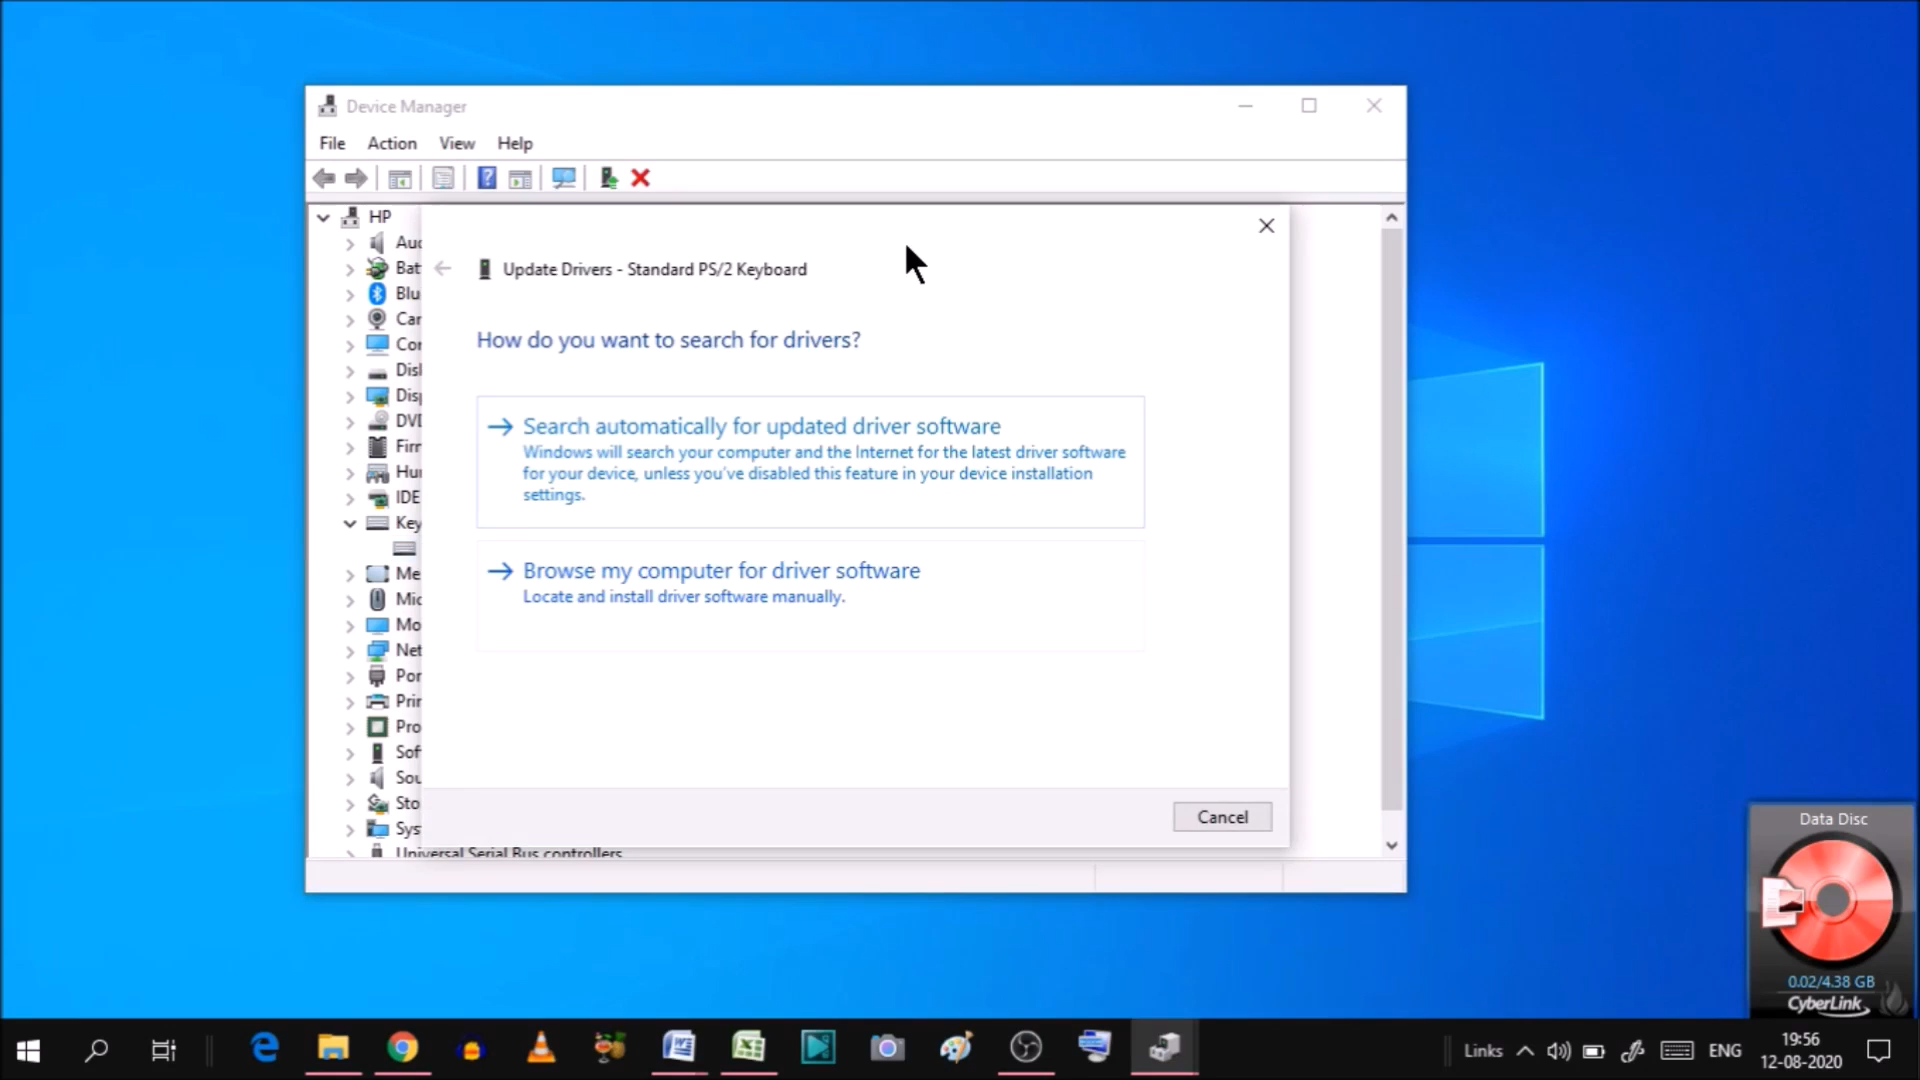 Device Manager
File Action View Help
HP
Update Drivers - Standard PS/2 Keyboard
How do you want to search for drivers?
Search automatically for updated driver software
Windows will search your computer and the Internet for the latest driver software
for your device, unless you've disabled this feature in your device installation
settings.
Browse my computer for driver software
Locate and install driver software manually.
Cancel
Aud
Bat
Blu
Car
Cor
Disl
Disp
DVD
Firr
Hur
IDE
Key
Me
Mic
Mo
Net
Por
Prir
Pro
Sof
Sou
Sto
Sys
Universal Serial Bus controllers
Data Disc
0.02/4.38 GB
CyberLink
Links ENG
19:56
12-08-2020